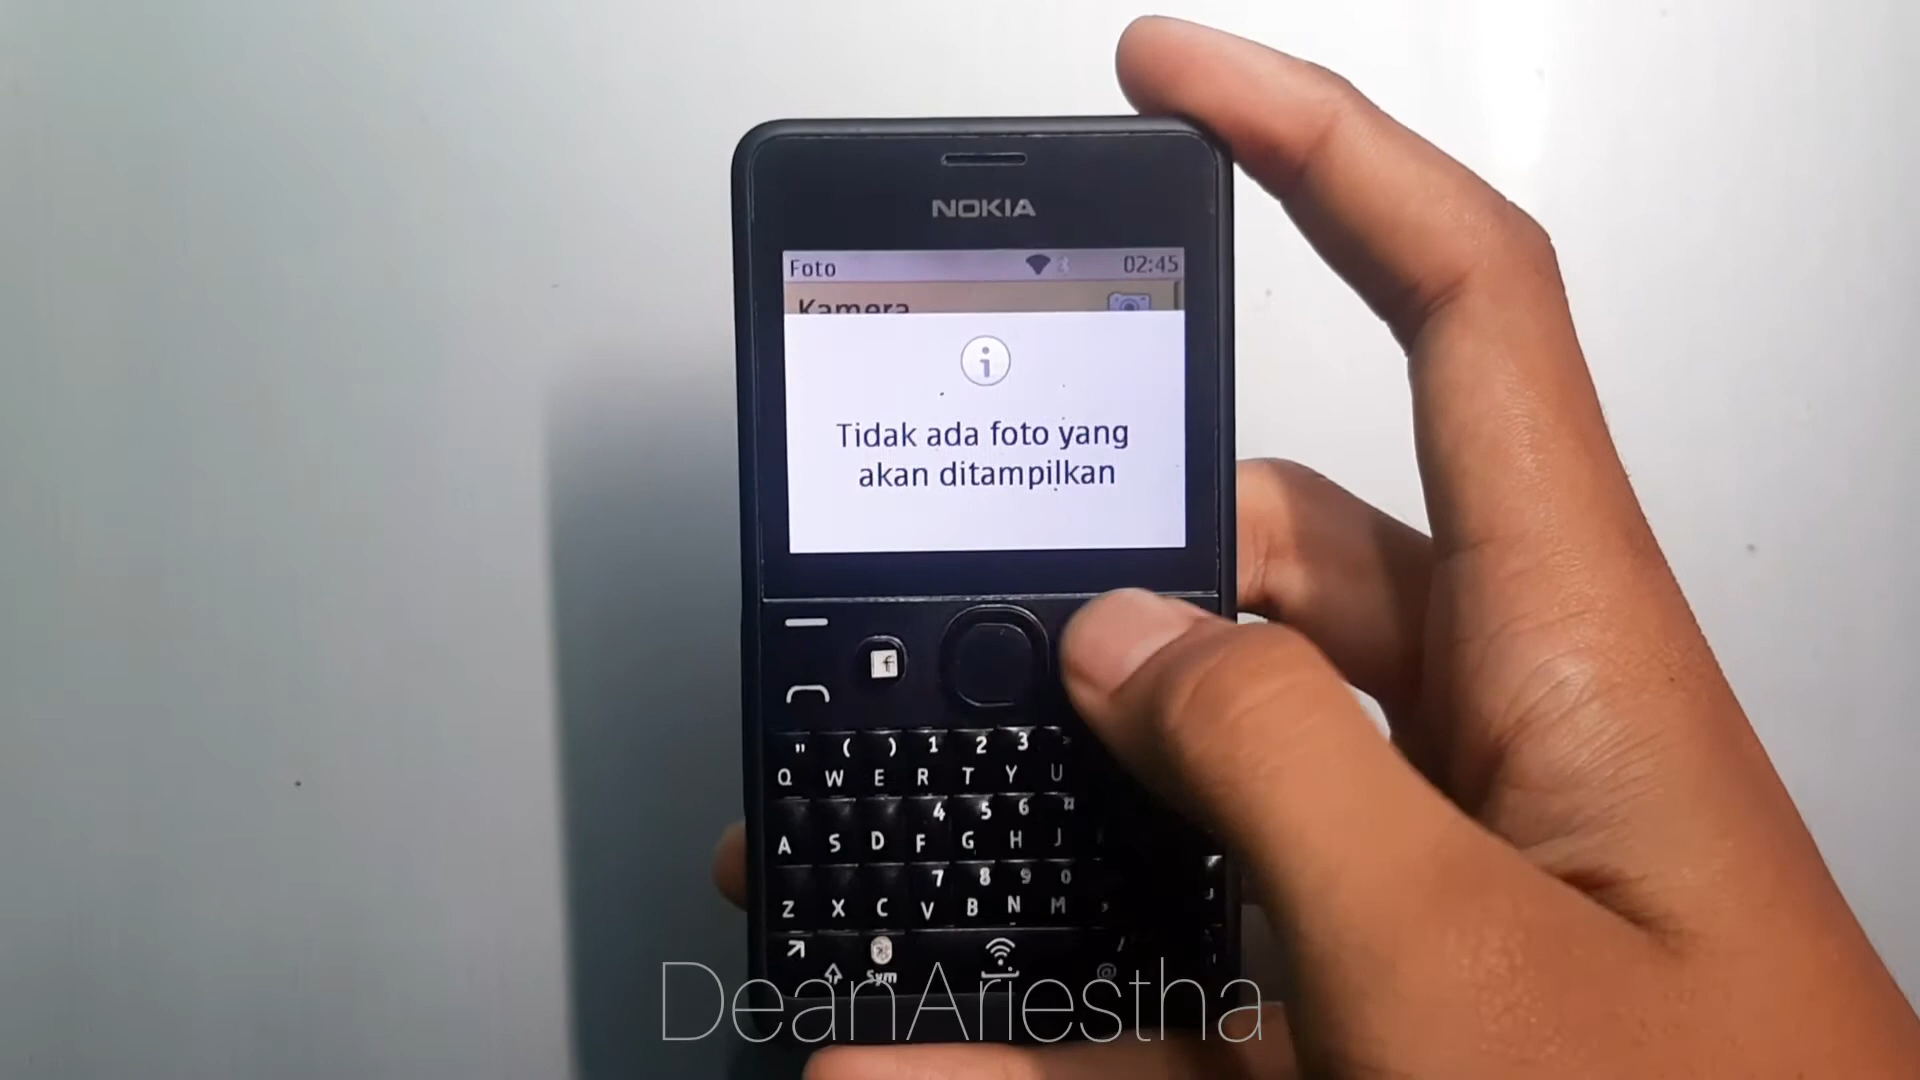 NOKIA
Foto 02:45
Kamera
Tidak ada foto yang
akan ditampilkan
f
" ( ) 1 2 3
Q W E R T Y U
4 5 6
A S D F G H J
7 8 9 0
Z X C V B N M ,
/
Sym @
DeanAriestha